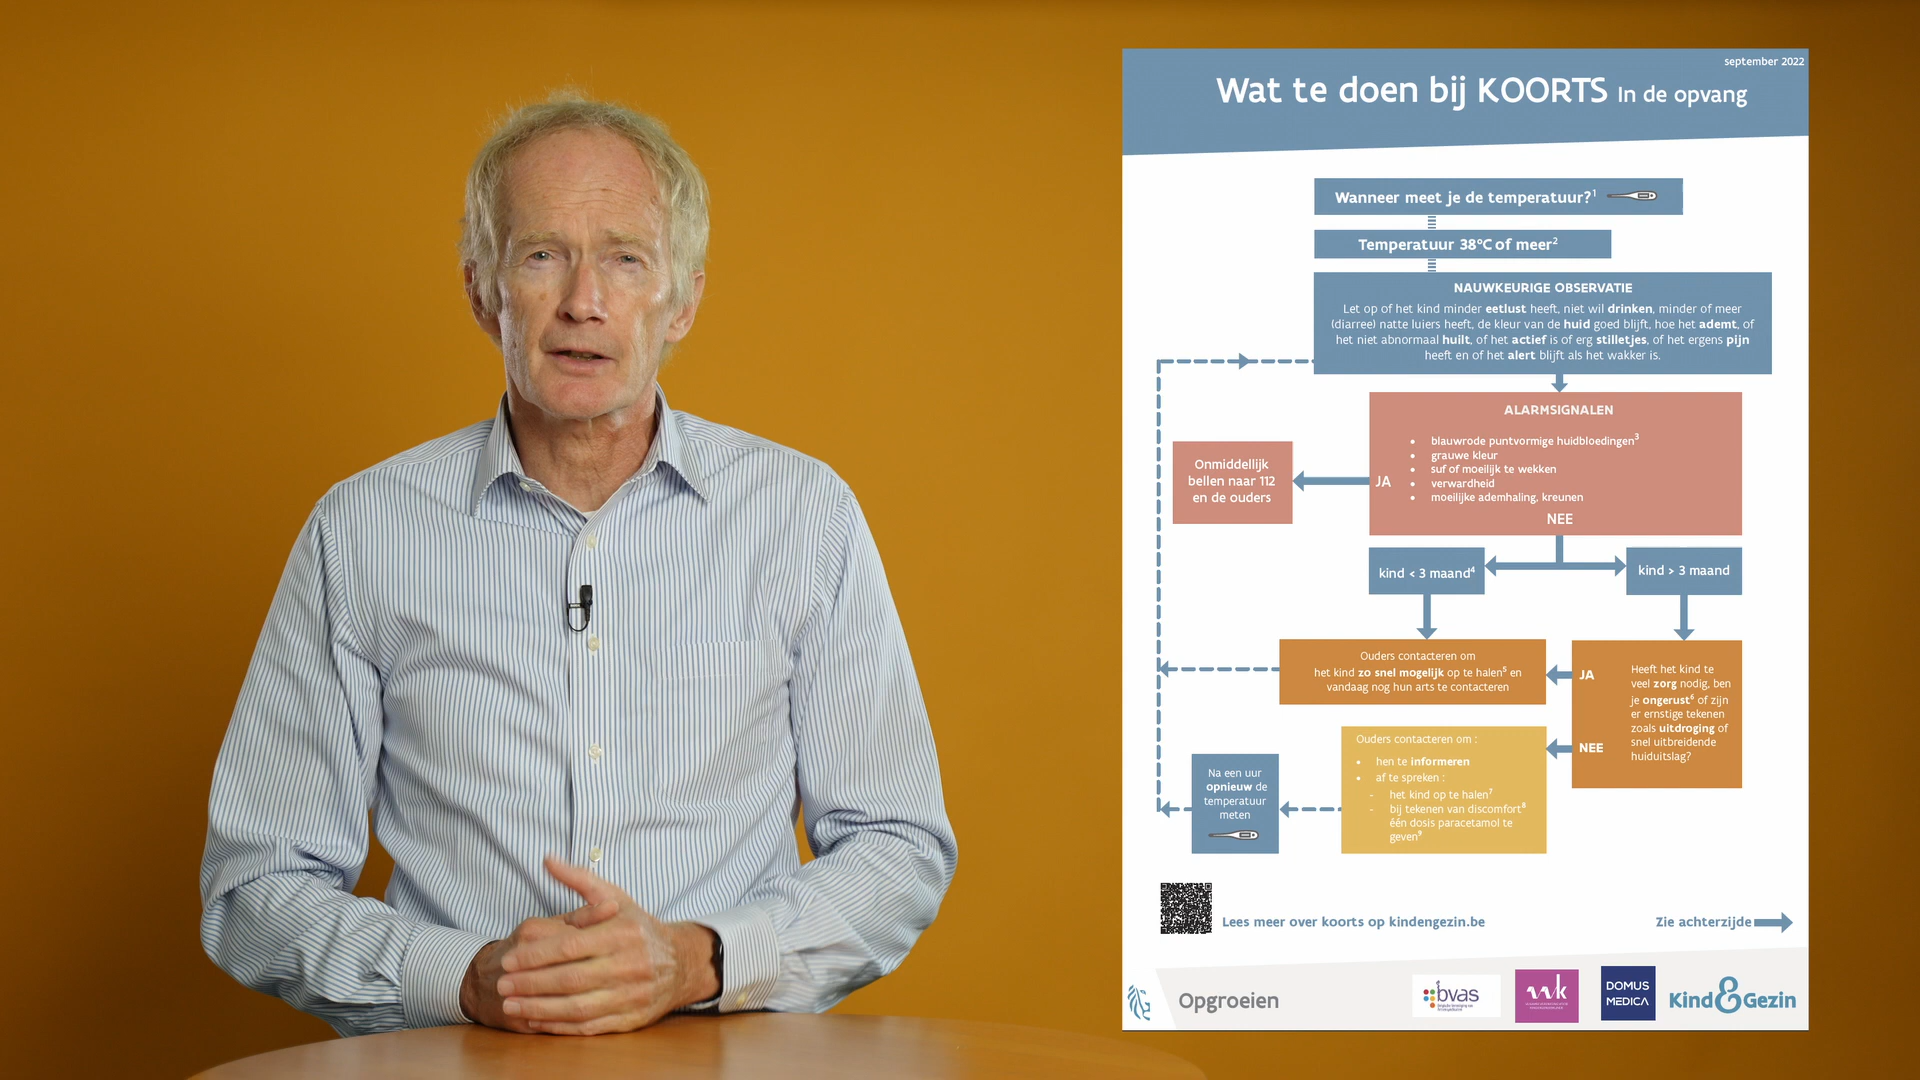 september 2022
Wat te doen bij KOORTS In de opvang
Wanneer meet je de temperatuur?¹
Temperatuur 38°C of meer²
NAUWKEURIGE OBSERVATIE
Let op of het kind minder eetlust heeft, niet wil drinken, minder of meer
(diarree) natte luiers heeft, de kleur van de huid goed blijft, hoe het ademt, of
het niet abnormaal huilt, of het actief is of erg stilletjes, of het ergens pijn
heeft en of het alert blijft als het wakker is.
ALARMSIGNALEN
• blauwrode puntvormige huidbloedingen³
• grauwe kleur
• suf of moeilijk te wekken
• verwardheid
• moeilijke ademhaling, kreunen
JA
NEE
Onmiddellijk
bellen naar 112
en de ouders
kind < 3 maand⁴
kind > 3 maand
Ouders contacteren om
het kind zo snel mogelijk op te halen⁵ en
vandaag nog hun arts te contacteren
JA
NEE
Heeft het kind te
veel zorg nodig, ben
je ongerust⁶ of zijn
er ernstige tekenen
zoals uitdroging of
snel uitbreidende
huiduitslag?
Ouders contacteren om :
• hen te informeren
• af te spreken :
- het kind op te halen⁷
- bij tekenen van discomfort⁸
één dosis paracetamol te
geven⁹
Na een uur
opnieuw de
temperatuur
meten
Lees meer over koorts op kindengezin.be
Zie achterzijde
Opgroeien
bvas
vvk
DOMUS
MEDICA
Kind&Gezin